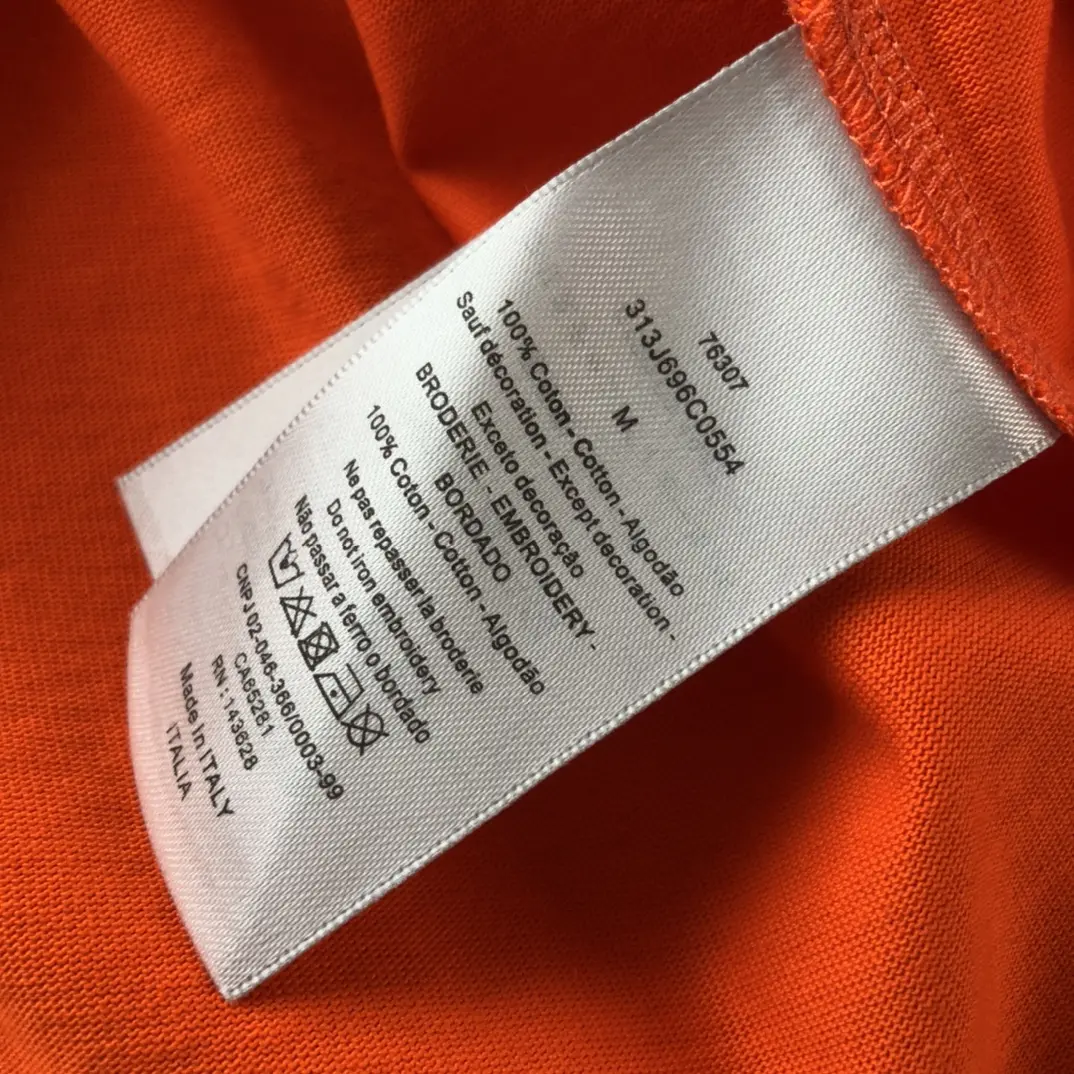 76307
313J696C0554
M
100% Coton - Cotton - Algodão
Sauf décoration - Except decoration -
Exceto decoração
BRODERIE - EMBROIDERY -
BORDADO
100% Coton - Cotton - Algodão
Ne pas repasser la broderie
Do not iron embroidery
Não passar a ferro o bordado
CNPJ 02-046-366/0003-99
CA65281
RN : 143628
Made in ITALY
ITALIA